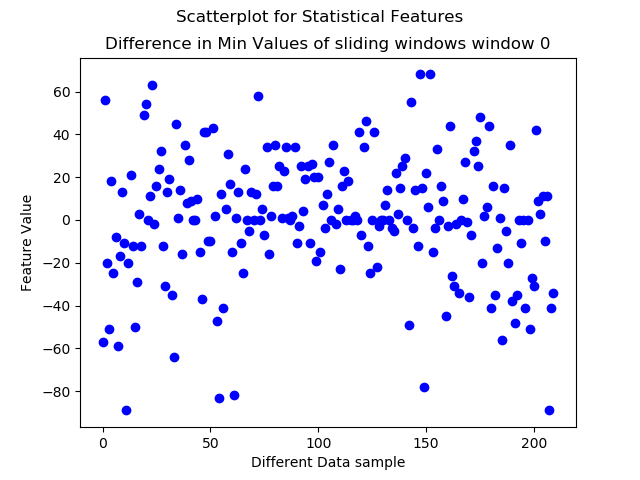 Scatterplot for Statistical Features
Difference in Min Values of sliding windows window 0
60
40
20
0
−20
−40
−60
−80
Feature Value
0 50 100 150 200
Different Data sample